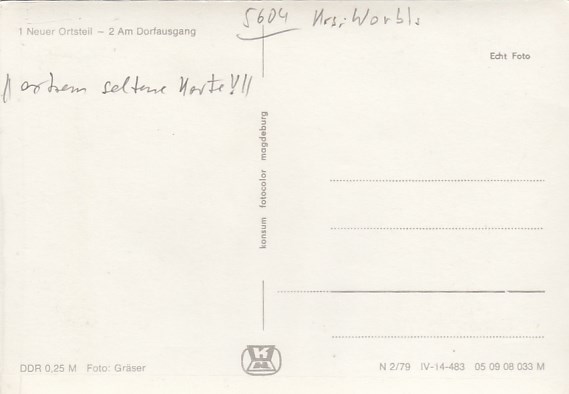 5604 Krs. Worbis
1 Neuer Ortsteil – 2 Am Dorfausgang
Echt Foto
extrem seltene Karte!!!
konsum fotocolor magdeburg
DDR 0,25 M Foto: Gräser
N 2/79 IV-14-483 05 09 08 033 M